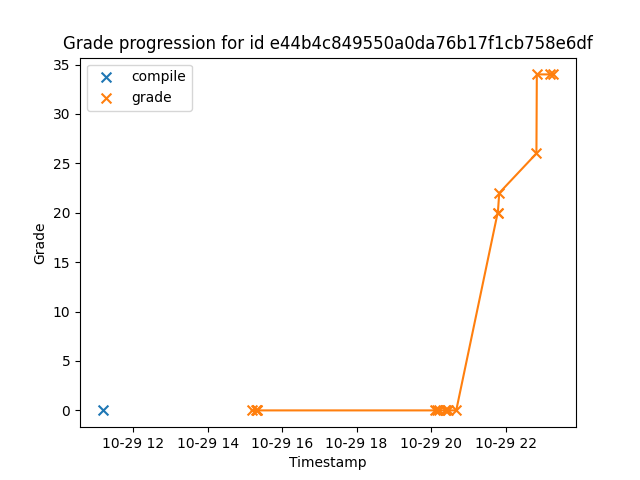 Grade progression for id e44b4c849550a0da76b17f1cb758e6df
compile
grade
Grade
35
30
25
20
15
10
5
0
10-29 12
10-29 14
10-29 16
10-29 18
10-29 20
10-29 22
Timestamp